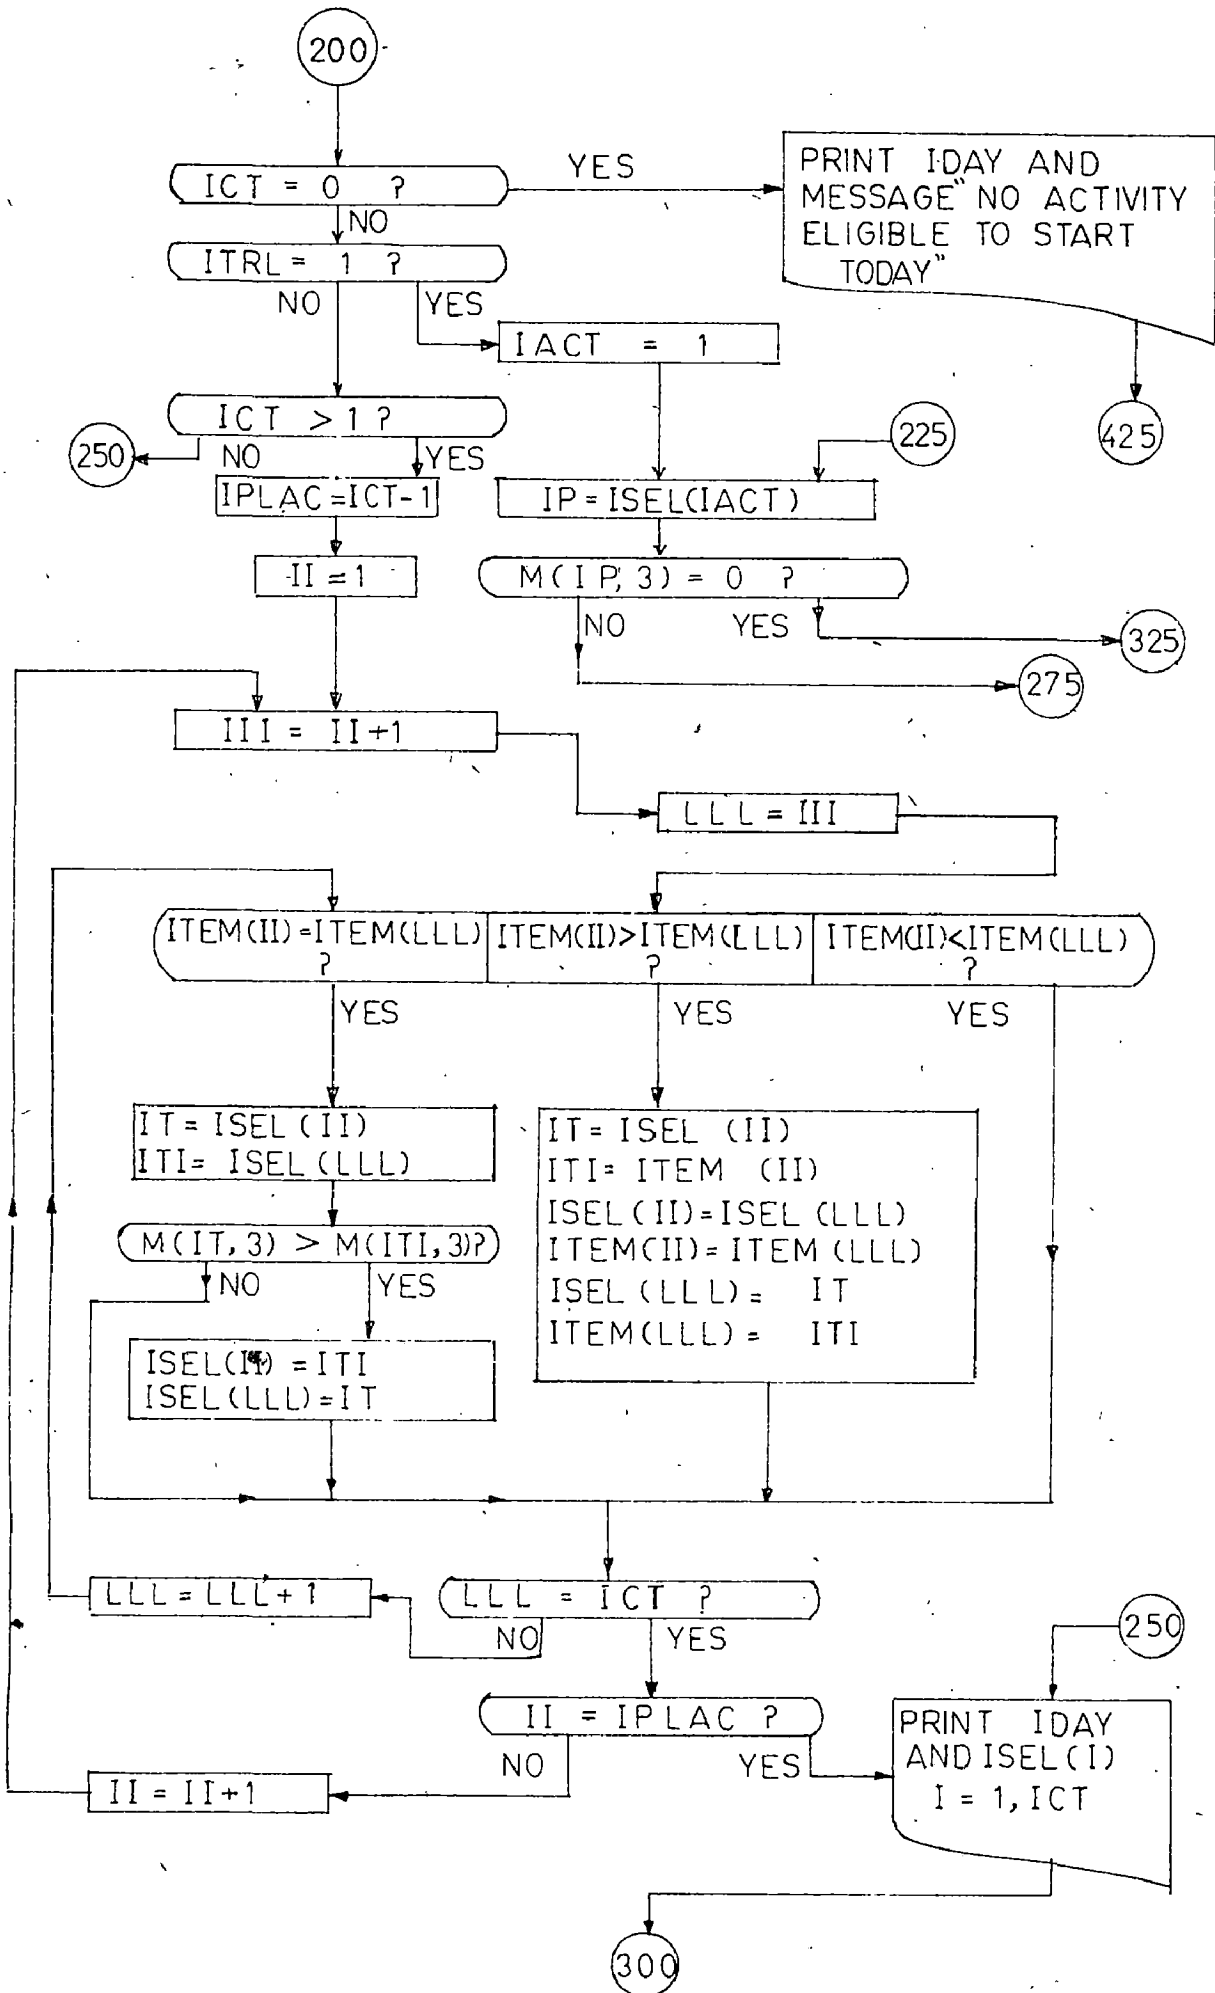 200
ICT = 0 ?
YES
PRINT IDAY AND
MESSAGE" NO ACTIVITY
ELIGIBLE TO START
TODAY"
NO
ITRL = 1 ?
NO
YES
IACT = 1
ICT > 1 ?
225
425
250
NO
YES
IPLAC=ICT-1
IP=ISEL(IACT)
II = 1
M(IP,3) = 0 ?
NO
YES
325
275
III = II+1
LLL = III
ITEM(II)=ITEM(LLL)
?
ITEM(II)>ITEM(LLL)
?
ITEM(II)<ITEM(LLL)
?
YES
YES
YES
IT= ISEL (II)
ITI= ISEL (LLL)
IT= ISEL (II)
ITI= ITEM (II)
ISEL(II)=ISEL (LLL)
ITEM(II)=ITEM (LLL)
ISEL (LLL)= IT
ITEM(LLL)= ITI
M(IT,3) > M(ITI,3)?
NO
YES
= ITI
ISEL (LLL)=IT
LLL = LLL+1
LLL = ICT ?
NO
YES
250
II = IPLAC ?
NO
YES
PRINT IDAY
AND ISEL(I)
I = 1, ICT
II = II+1
300